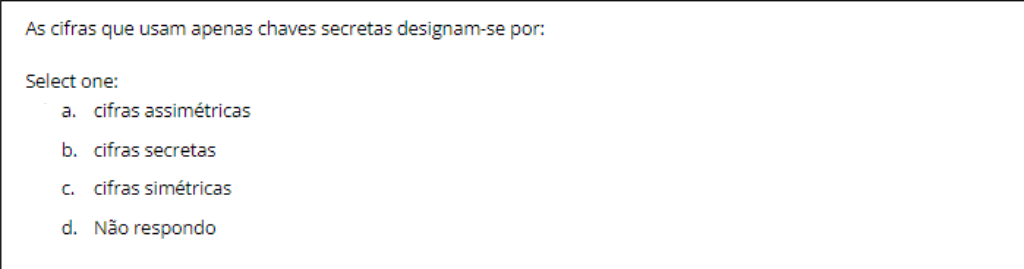 As cifras que usam apenas chaves secretas designam-se por:
Select one:
a. cifras assimétricas
b. cifras secretas
c. cifras simétricas
d. Não respondo